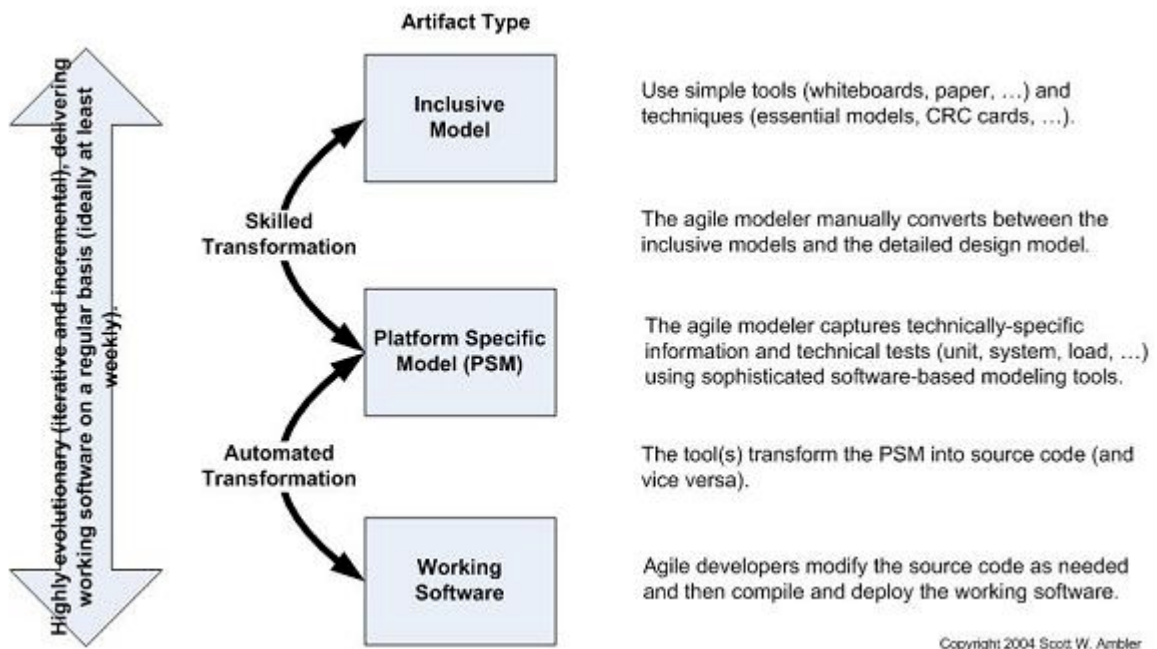 Artifact Type
Highly evolutionary (iterative and incremental), delivering
working software on a regular basis (ideally at least
weekly).
Inclusive
Model
Use simple tools (whiteboards, paper, …) and
techniques (essential models, CRC cards, …).
Skilled
Transformation
The agile modeler manually converts between the
inclusive models and the detailed design model.
Platform Specific
Model (PSM)
The agile modeler captures technically-specific
information and technical tests (unit, system, load, …)
using sophisticated software-based modeling tools.
Automated
Transformation
The tool(s) transform the PSM into source code (and
vice versa).
Working
Software
Agile developers modify the source code as needed
and then compile and deploy the working software.
Copyright 2004 Scott W. Ambler